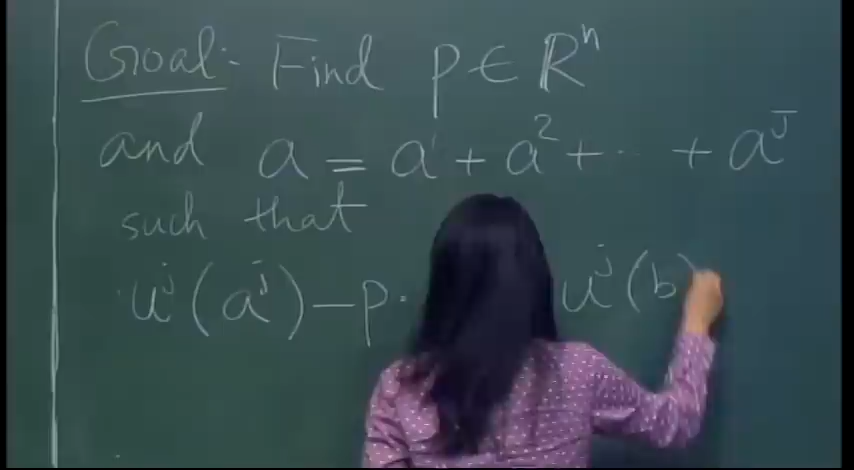 Goal: Find p ∈ Rⁿ
and a = a¹ + a² + ⋯ + aᴶ
such that
uʲ(aʲ) – p · uʲ(b)